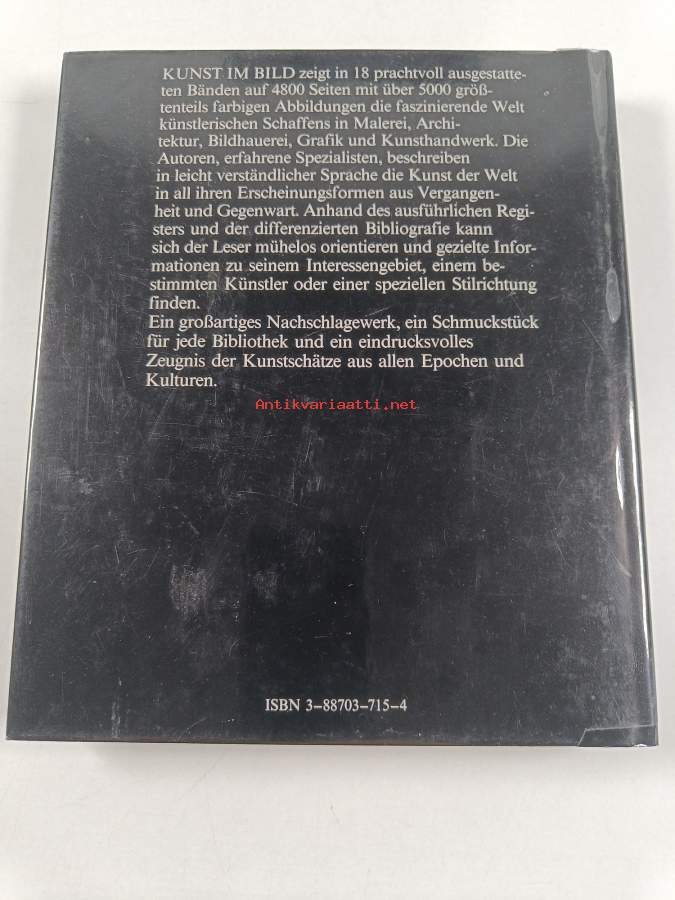 KUNST IM BILD zeigt in 18 prachtvoll ausgestatte-
ten Bänden auf 4800 Seiten mit über 5000 größ-
tenteils farbigen Abbildungen die faszinierende Welt
künstlerischen Schaffens in Malerei, Archi-
tektur, Bildhauerei, Grafik und Kunsthandwerk. Die
Autoren, erfahrene Spezialisten, beschreiben
in leicht verständlicher Sprache die Kunst der Welt
in all ihren Erscheinungsformen aus Vergangen-
heit und Gegenwart. Anhand des ausführlichen Regi-
sters und der differenzierten Bibliografie kann
sich der Leser mühelos orientieren und gezielte Infor-
mationen zu seinem Interessengebiet, einem be-
stimmten Künstler oder einer speziellen Stilrichtung
finden.
Ein großartiges Nachschlagewerk, ein Schmuckstück
für jede Bibliothek und ein eindrucksvolles
Zeugnis der Kunstschätze aus allen Epochen und
Kulturen.
Antikvariaatti.net
ISBN 3-88703-715-4